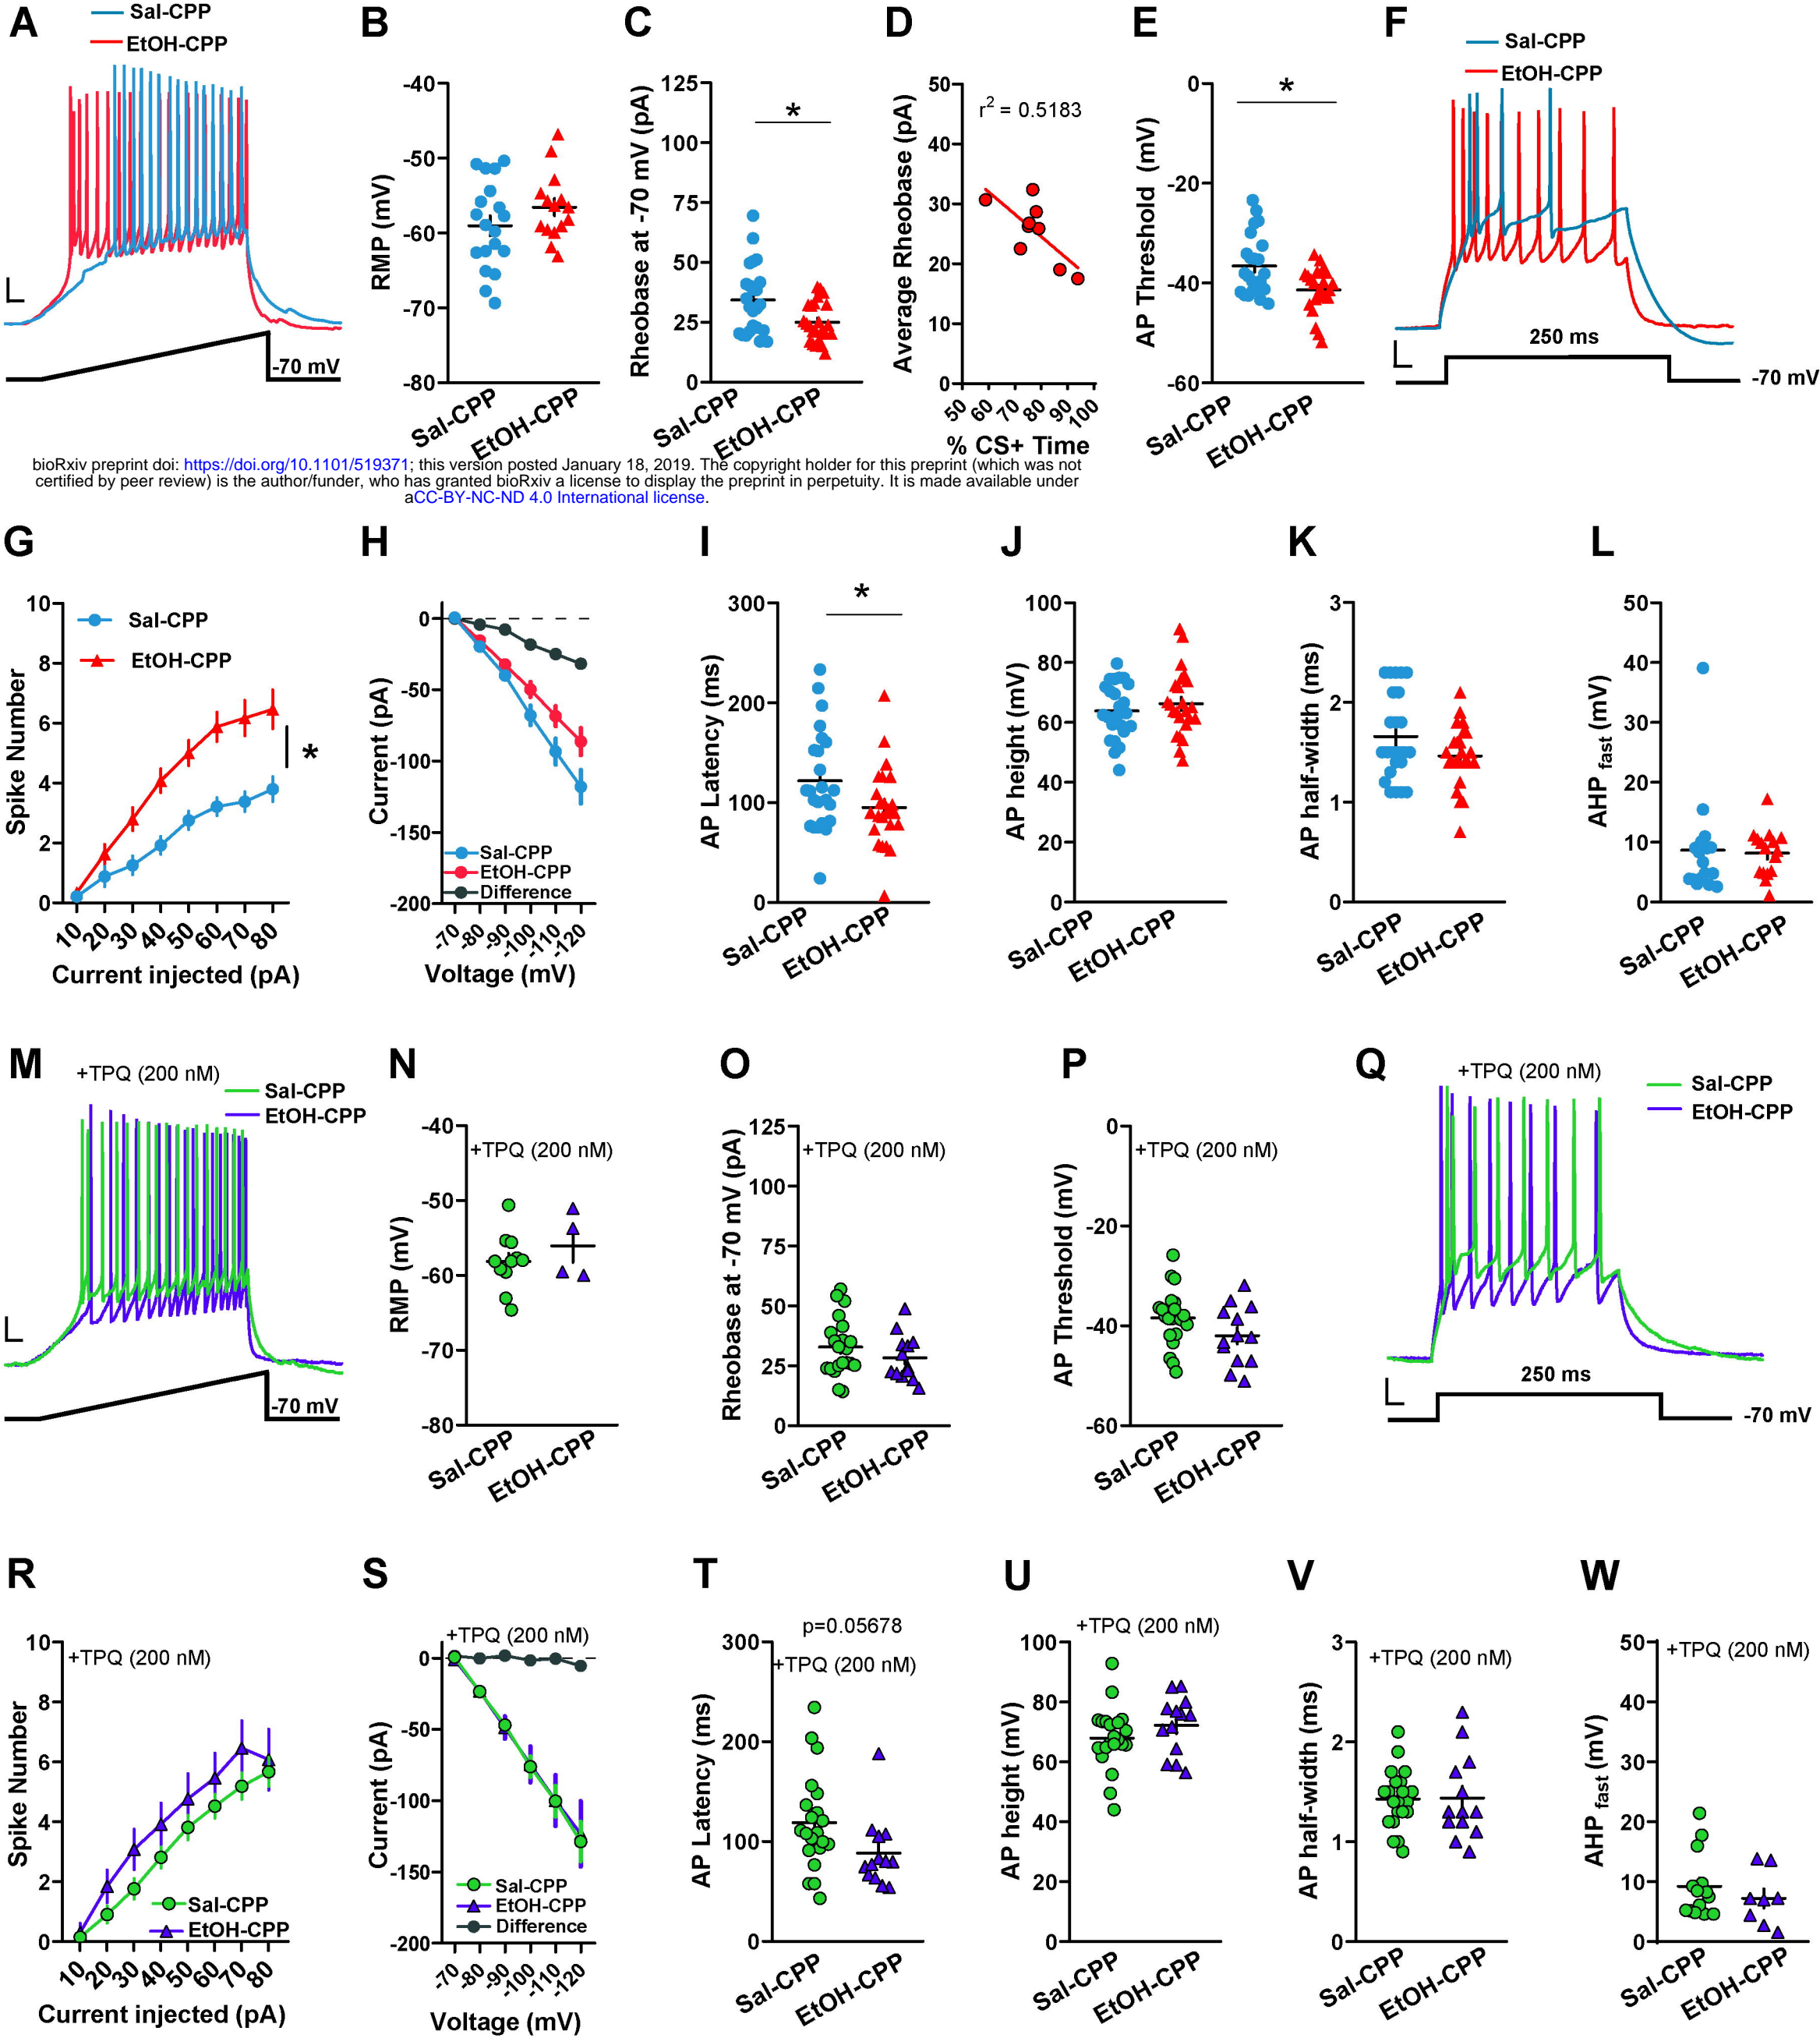 A
Sal-CPP
EtOH-CPP
-70 mV
B
RMP (mV)
-40
-50
-60
-70
-80
Sal-CPP
EtOH-CPP
C
Rheobase at -70 mV (pA)
125
100
75
50
25
0
*
Sal-CPP
EtOH-CPP
D
Average Rheobase (pA)
50
40
30
20
10
0
r2 = 0.5183
50 60 70 80 90 100
% CS+ Time
E
AP Threshold (mV)
0
-20
-40
-60
*
Sal-CPP
EtOH-CPP
F
Sal-CPP
EtOH-CPP
250 ms
-70 mV
bioRxiv preprint doi: https://doi.org/10.1101/519371; this version posted January 18, 2019. The copyright holder for this preprint (which was not
certified by peer review) is the author/funder, who has granted bioRxiv a license to display the preprint in perpetuity. It is made available under
aCC-BY-NC-ND 4.0 International license.
G
Spike Number
10
8
6
4
2
0
Sal-CPP
EtOH-CPP
*
10 20 30 40 50 60 70 80
Current injected (pA)
H
Current (pA)
0
-50
-100
-150
-200
Sal-CPP
EtOH-CPP
Difference
-70 -80 -90 -100 -110 -120
Voltage (mV)
I
AP Latency (ms)
300
200
100
0
*
Sal-CPP
EtOH-CPP
J
AP height (mV)
100
80
60
40
20
0
Sal-CPP
EtOH-CPP
K
AP half-width (ms)
3
2
1
0
Sal-CPP
EtOH-CPP
L
AHP fast (mV)
50
40
30
20
10
0
Sal-CPP
EtOH-CPP
M
+TPQ (200 nM)
Sal-CPP
EtOH-CPP
-70 mV
N
RMP (mV)
-40
-50
-60
-70
-80
+TPQ (200 nM)
Sal-CPP
EtOH-CPP
O
Rheobase at -70 mV (pA)
125
100
75
50
25
0
+TPQ (200 nM)
Sal-CPP
EtOH-CPP
P
AP Threshold (mV)
0
-20
-40
-60
+TPQ (200 nM)
Sal-CPP
EtOH-CPP
Q
+TPQ (200 nM)
Sal-CPP
EtOH-CPP
250 ms
-70 mV
R
Spike Number
10
8
6
4
2
0
+TPQ (200 nM)
Sal-CPP
EtOH-CPP
10 20 30 40 50 60 70 80
Current injected (pA)
S
Current (pA)
0
-50
-100
-150
-200
+TPQ (200 nM)
Sal-CPP
EtOH-CPP
Difference
-70 -80 -90 -100 -110 -120
Voltage (mV)
T
AP Latency (ms)
300
200
100
0
p=0.05678
+TPQ (200 nM)
Sal-CPP
EtOH-CPP
U
AP height (mV)
100
80
60
40
20
0
+TPQ (200 nM)
Sal-CPP
EtOH-CPP
V
AP half-width (ms)
3
2
1
0
+TPQ (200 nM)
Sal-CPP
EtOH-CPP
W
AHP fast (mV)
50
40
30
20
10
0
+TPQ (200 nM)
Sal-CPP
EtOH-CPP